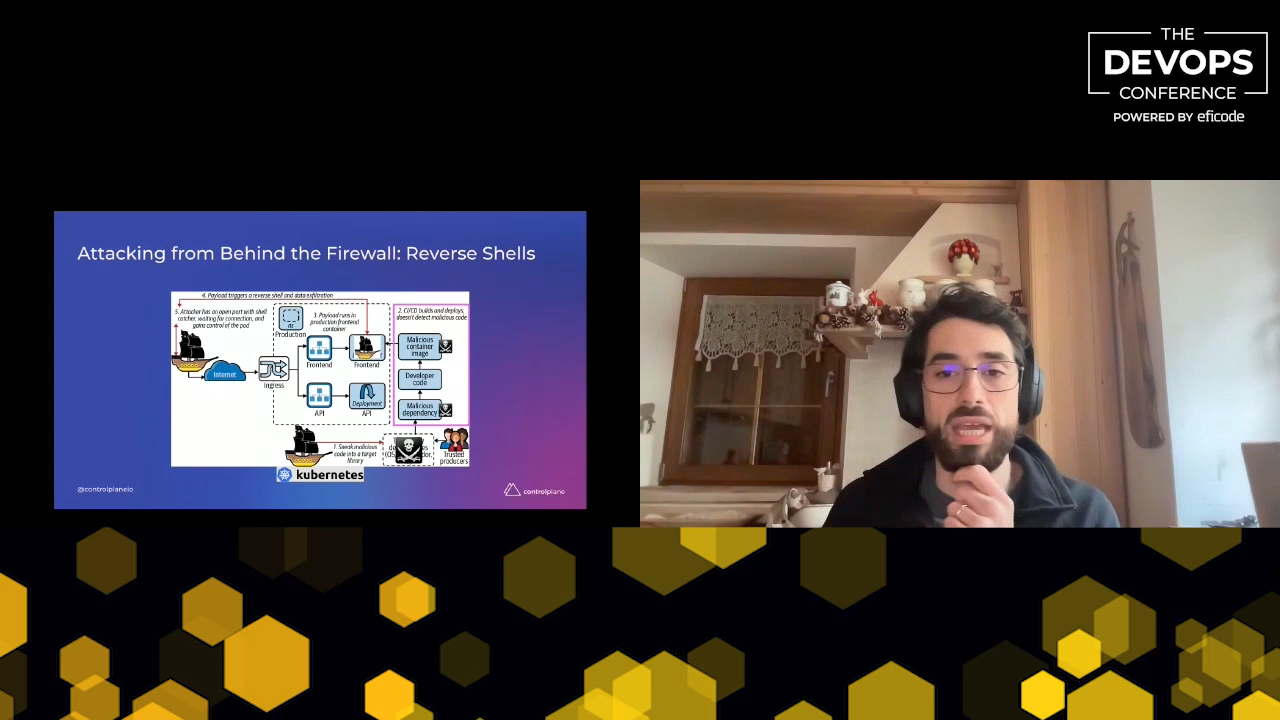 THE
DEVOPS
CONFERENCE
POWERED BY eficode
Attacking from Behind the Firewall: Reverse Shells
4. Payload triggers a reverse shell and data exfiltration
5. Attacker has an open port with shell
catcher, waiting for connection, and
gains control of the pod
Production
3. Payload runs in
production frontend
container
2. CI/CD builds and deploys,
doesn't detect malicious code
Malicious
container
image
Internet
Ingress
Frontend
Frontend
Developer
code
Deployment
API
API
Malicious
dependency
1. Sneak malicious
code into a target
library
Trusted
producers
kubernetes
@controlplaneio
controlplane